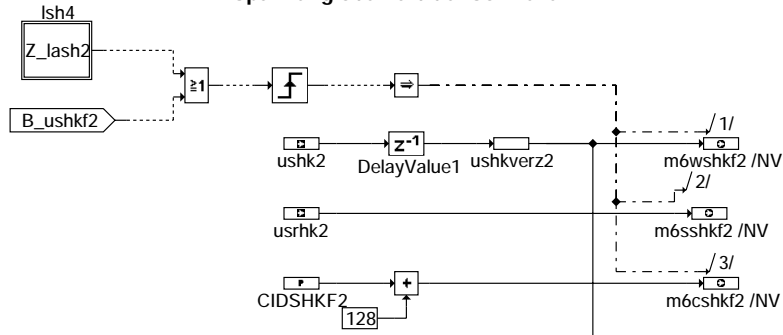 lsh4
Z_lash2
≥1
B_ushkf2
1/
ushk2
z-1
DelayValue1
ushkverz2
m6wshkf2 /NV
2/
usrhk2
m6sshkf2 /NV
3/
P
CIDSHKF2
+
128
m6cshkf2 /NV